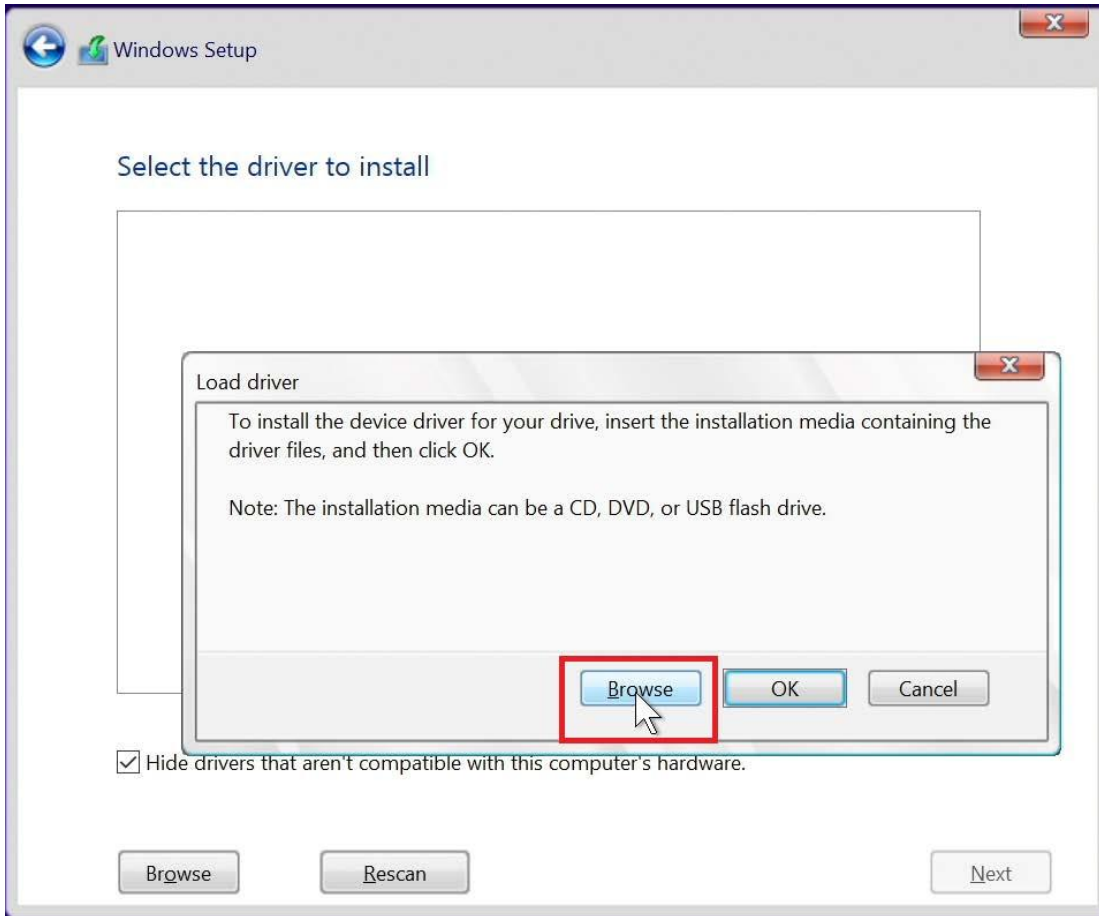 Windows Setup
Select the driver to install
Load driver
To install the device driver for your drive, insert the installation media containing the
driver files, and then click OK.
Note: The installation media can be a CD, DVD, or USB flash drive.
Browse OK Cancel
Hide drivers that aren't compatible with this computer's hardware.
Browse Rescan Next